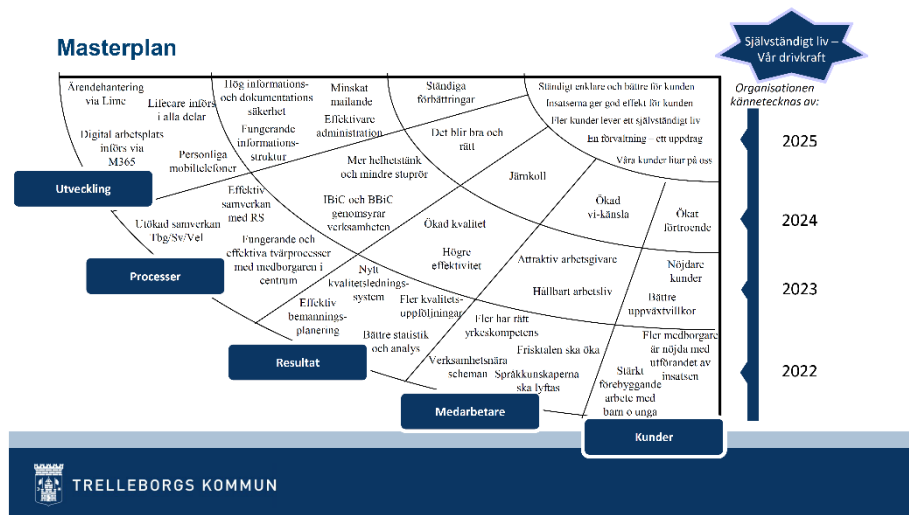 Masterplan
Självständigt liv –
Vår drivkraft
Organisationen
kännetecknas av:
2025
2024
2023
2022
Ärendehantering
via Lime
Lifecare införs
i alla delar
Digital arbetsplats
införs via
M365
Personliga
mobiltelefoner
Hög informations-
och dokumentations
säkerhet
Fungerande
informations-
struktur
Minskat
mailande
Effektivare
administration
Ständiga
förbättringar
Det blir bra och
rätt
Ständigt enklare och bättre för kunden
Insatserna ger god effekt för kunden
Fler kunder lever ett självständigt liv
En förvaltning – ett uppdrag
Våra kunder litar på oss
Utveckling
Utökad samverkan
Tbg/Sv/Vel
Effektiv
samverkan
med RS
Fungerande och
effektiva tvärprocesser
med medborgaren i
centrum
Mer helhetstänk
och mindre stuprör
IBiC och BBiC
genomsyrar
verksamheten
Järnkoll
Processer
Effektiv
bemannings-
planering
Nytt
kvalitetslednings-
system
Bättre statistik
och analys
Fler kvalitets-
uppföljningar
Ökad kvalitet
Högre
effektivitet
Resultat
Verksamhetsnära
scheman
Fler har rätt
yrkeskompetens
Frisktalen ska öka
Språkkunskaperna
ska lyftas
Attraktiv arbetsgivare
Hållbart arbetsliv
Ökad
vi-känsla
Medarbetare
Ökat
förtroende
Nöjdare
kunder
Bättre
uppväxtvillkor
Fler medborgare
är nöjda med
utförandet av
insatsen
Stärkt
förebyggande
arbete med
barn o unga
Kunder
TRELLEBORGS KOMMUN